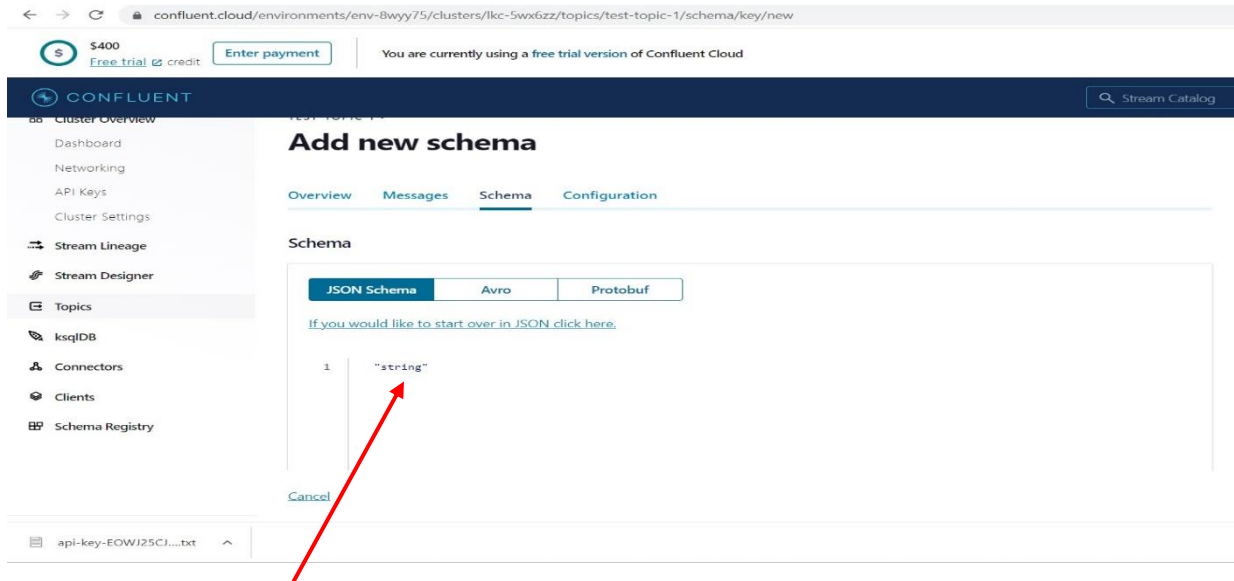 confluent.cloud/environments/env-8wyy75/clusters/lkc-5wx6zz/topics/test-topic-1/schema/key/new
$ $400
Free trial credit
Enter payment
You are currently using a free trial version of Confluent Cloud
CONFLUENT
Stream Catalog
Cluster Overview
Dashboard
Networking
API Keys
Cluster Settings
Stream Lineage
Stream Designer
Topics
ksqlDB
Connectors
Clients
Schema Registry
Add new schema
Overview Messages Schema Configuration
Schema
JSON Schema Avro Protobuf
If you would like to start over in JSON click here.
1 "string"
Cancel
api-key-EOWJ25CJ....txt